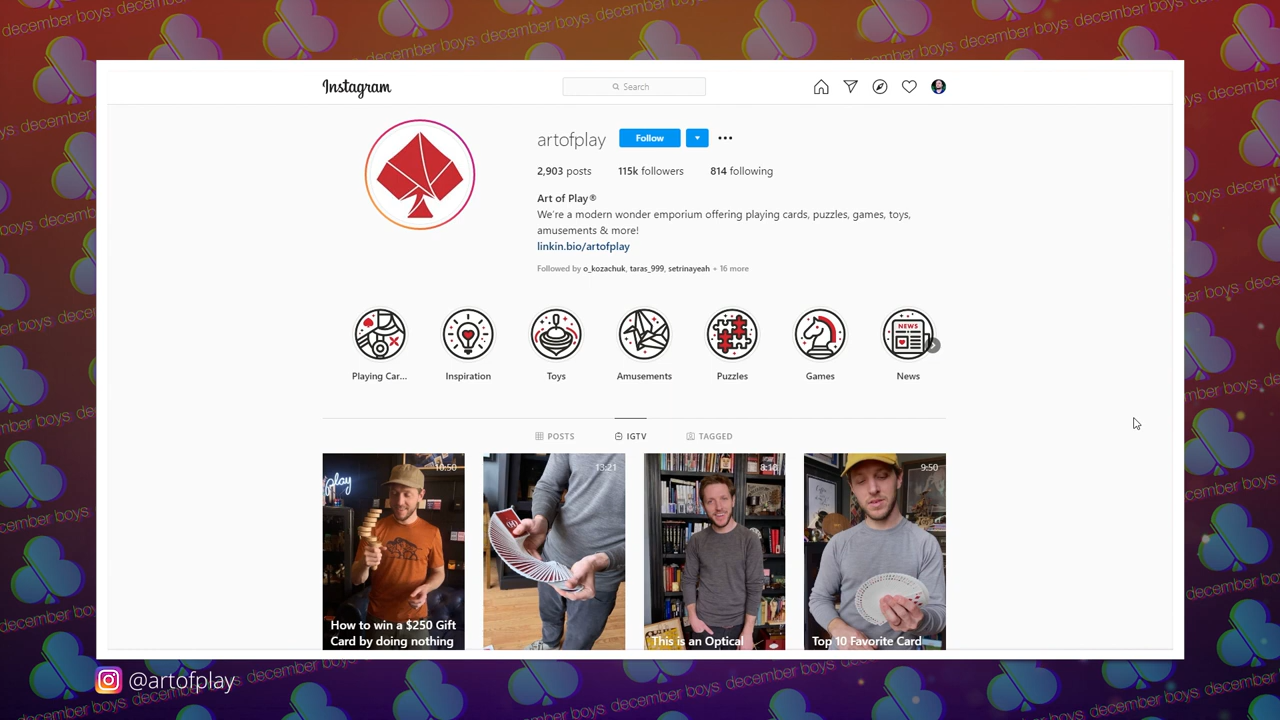 december boys
Instagram
Search
artofplay
Follow
2,903 posts
115k followers
814 following
Art of Play®
We're a modern wonder emporium offering playing cards, puzzles, games, toys,
amusements & more!
linkin.bio/artofplay
Followed by o_kozachuk, taras_999, setrinayeah + 16 more
NEWS
Playing Car...
Inspiration
Toys
Amusements
Puzzles
Games
News
POSTS
IGTV
TAGGED
10:50
13:21
9:50
play
How to win a $250 Gift
Card by doing nothing
This is an Optical
Top 10 Favorite Card
@artofplay